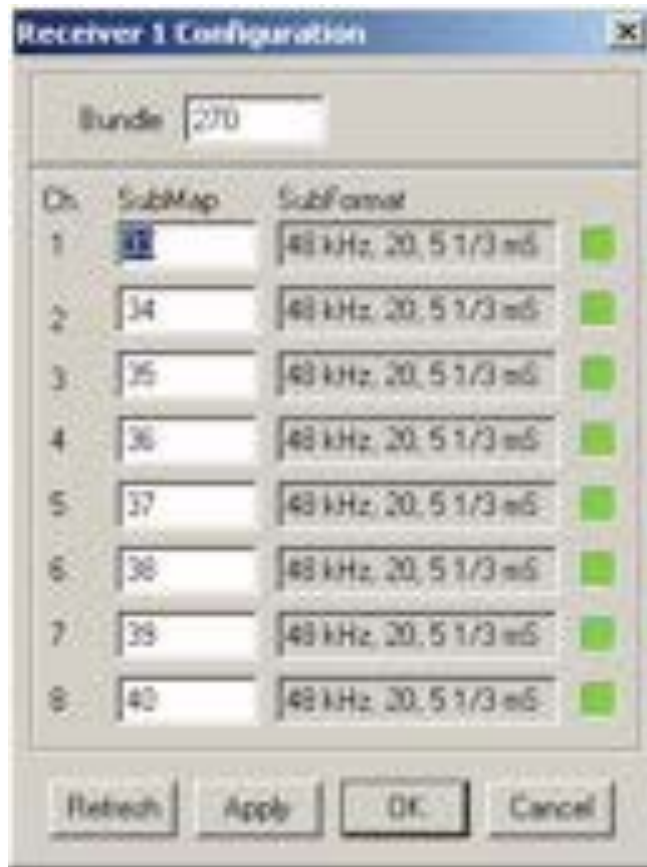 Receiver 1 Configuration
Bundle 270
Ch. SubMap SubFormat
1 48 kHz, 20, 5 1/3 mS
2 34 48 kHz, 20, 5 1/3 mS
3 35 48 kHz, 20, 5 1/3 mS
4 36 48 kHz, 20, 5 1/3 mS
5 37 48 kHz, 20, 5 1/3 mS
6 38 48 kHz, 20, 5 1/3 mS
7 39 48 kHz, 20, 5 1/3 mS
8 40 48 kHz, 20, 5 1/3 mS
Refresh Apply OK Cancel